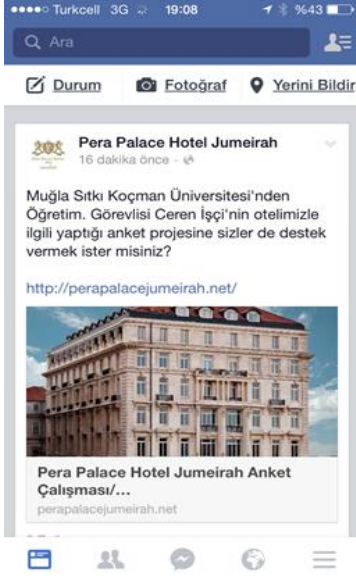 Turkcell 3G 19:08 %43
Ara
Durum Fotoğraf Yerini Bildir
Pera Palace Hotel Jumeirah
16 dakika önce
Muğla Sıtkı Koçman Üniversitesi'nden
Öğretim. Görevlisi Ceren İşçi'nin otelimizle
ilgili yaptığı anket projesine sizler de destek
vermek ister misiniz?
http://perapalacejumeirah.net/
Pera Palace Hotel Jumeirah Anket
Çalışması/...
perapalacejumeirah.net